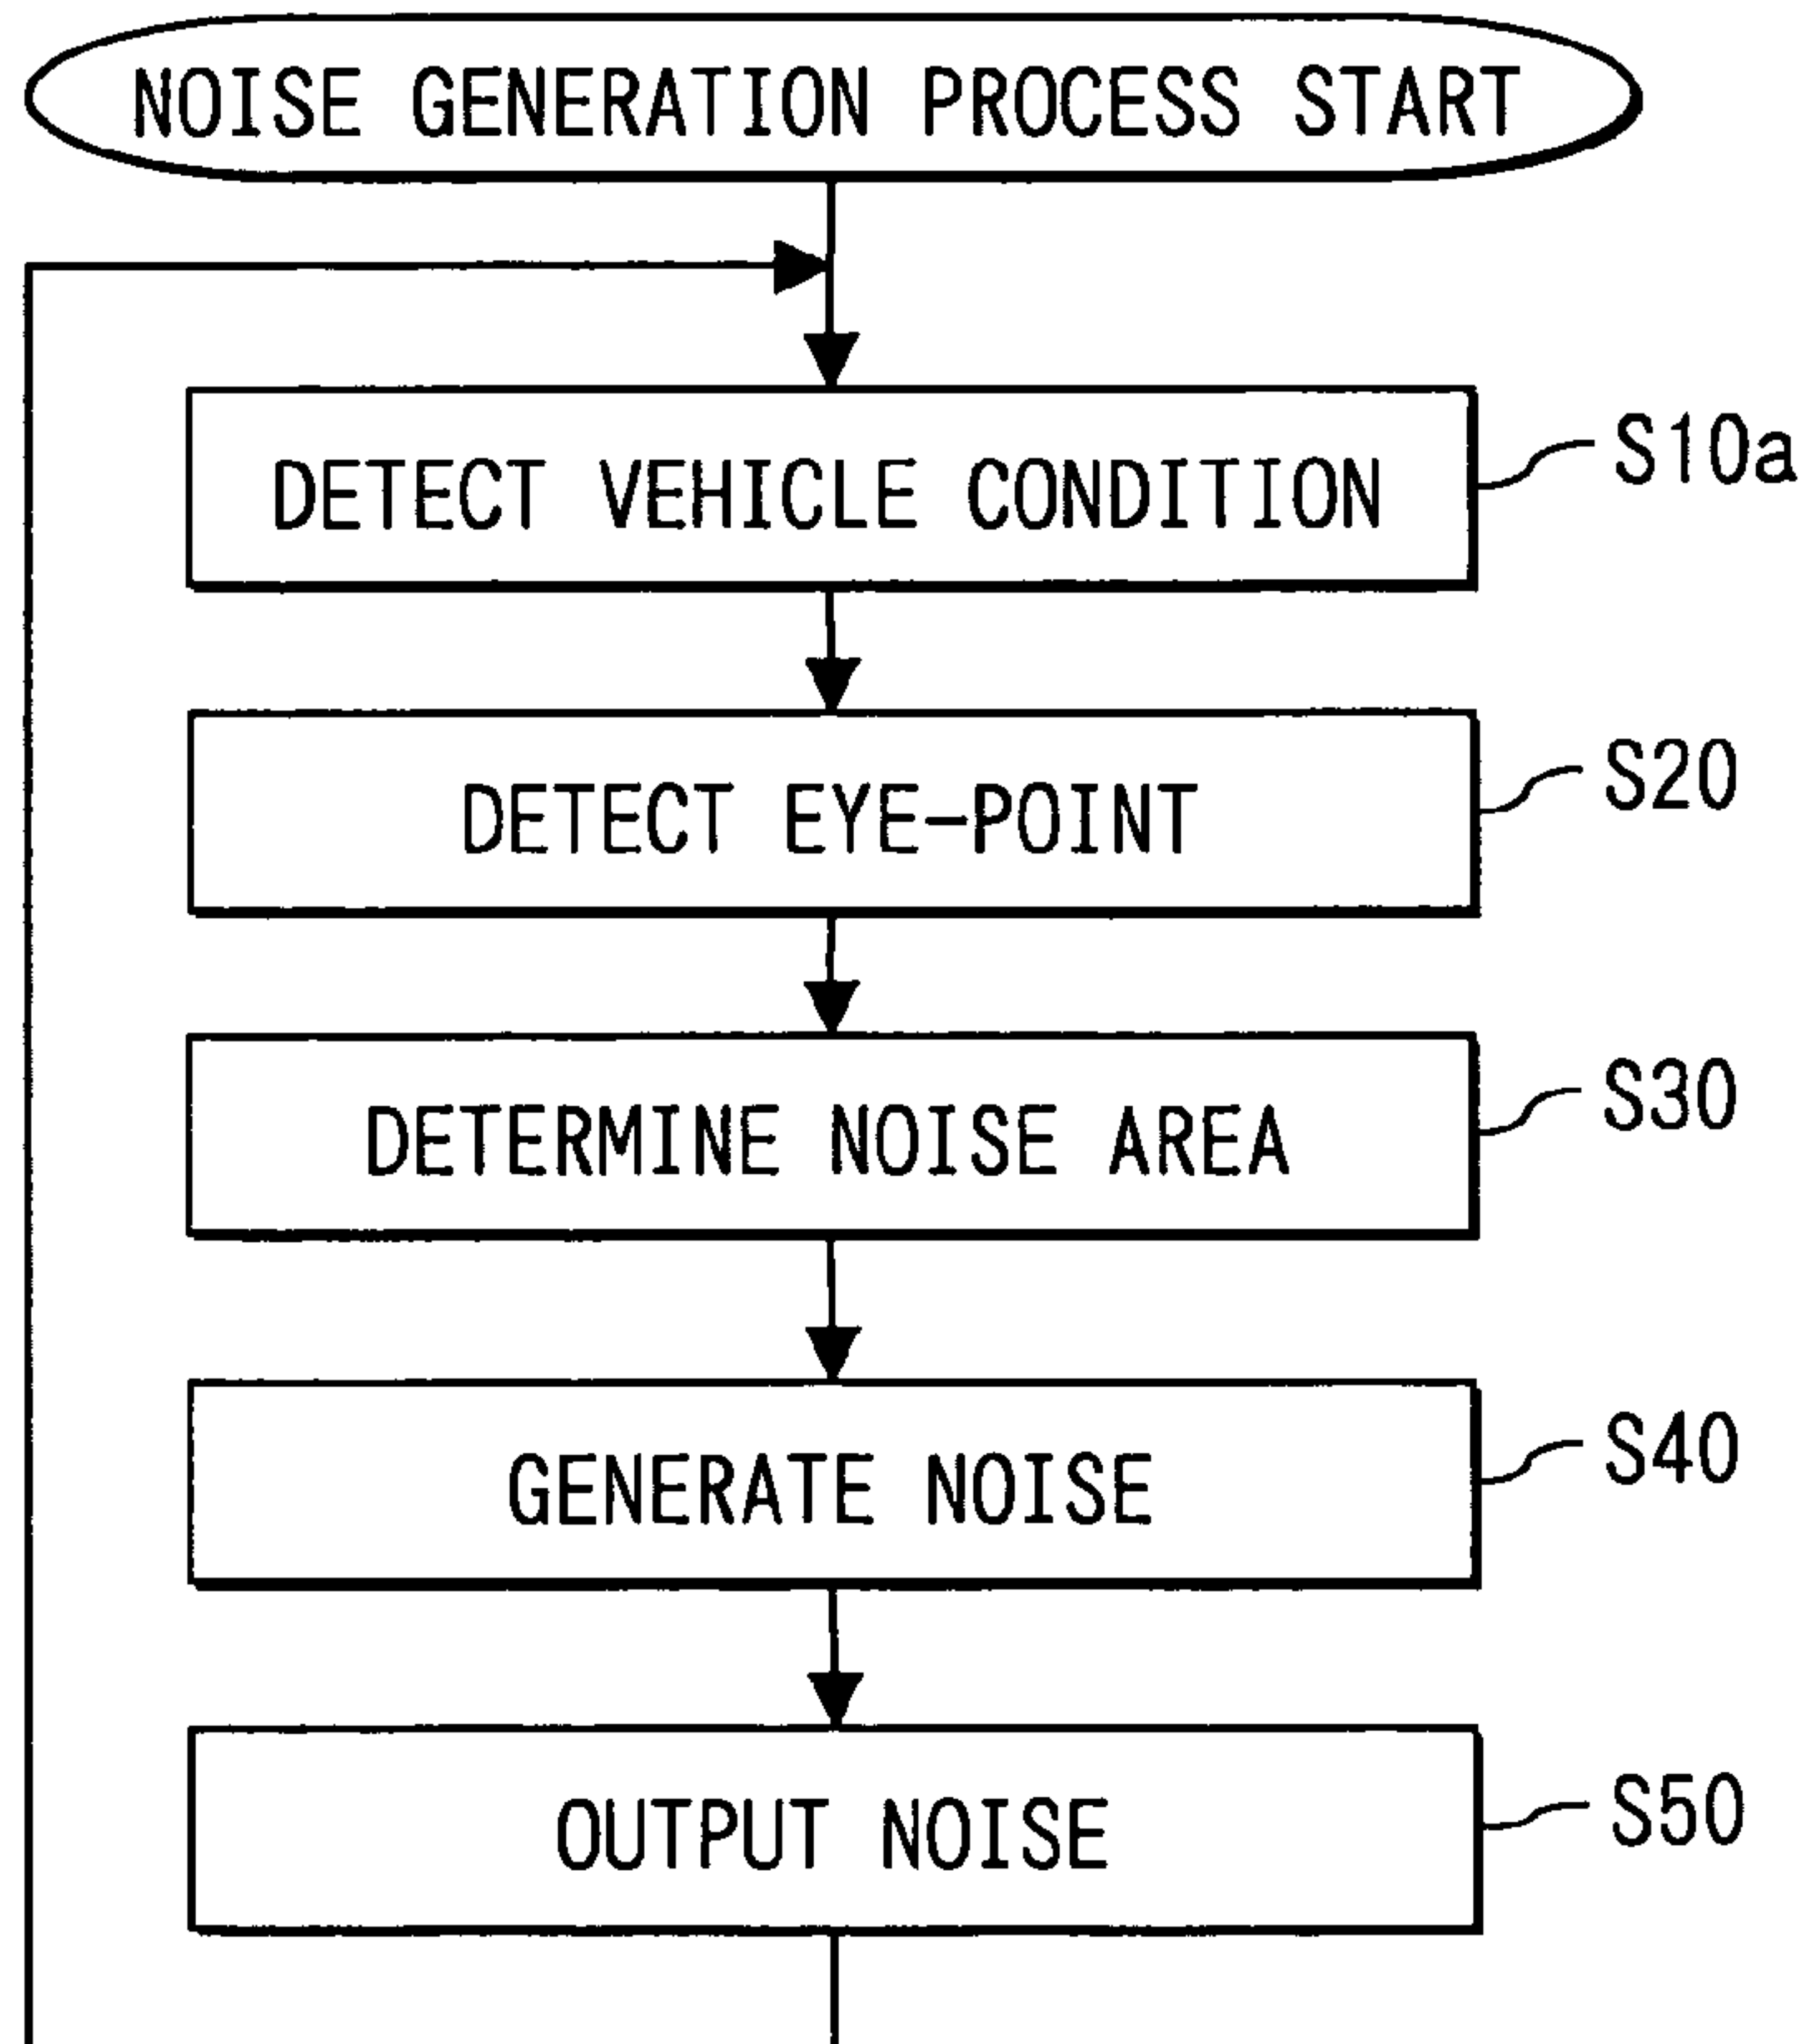 NOISE GENERATION PROCESS START
DETECT VEHICLE CONDITION
S10a
DETECT EYE-POINT
S20
DETERMINE NOISE AREA
S30
GENERATE NOISE
S40
OUTPUT NOISE
S50